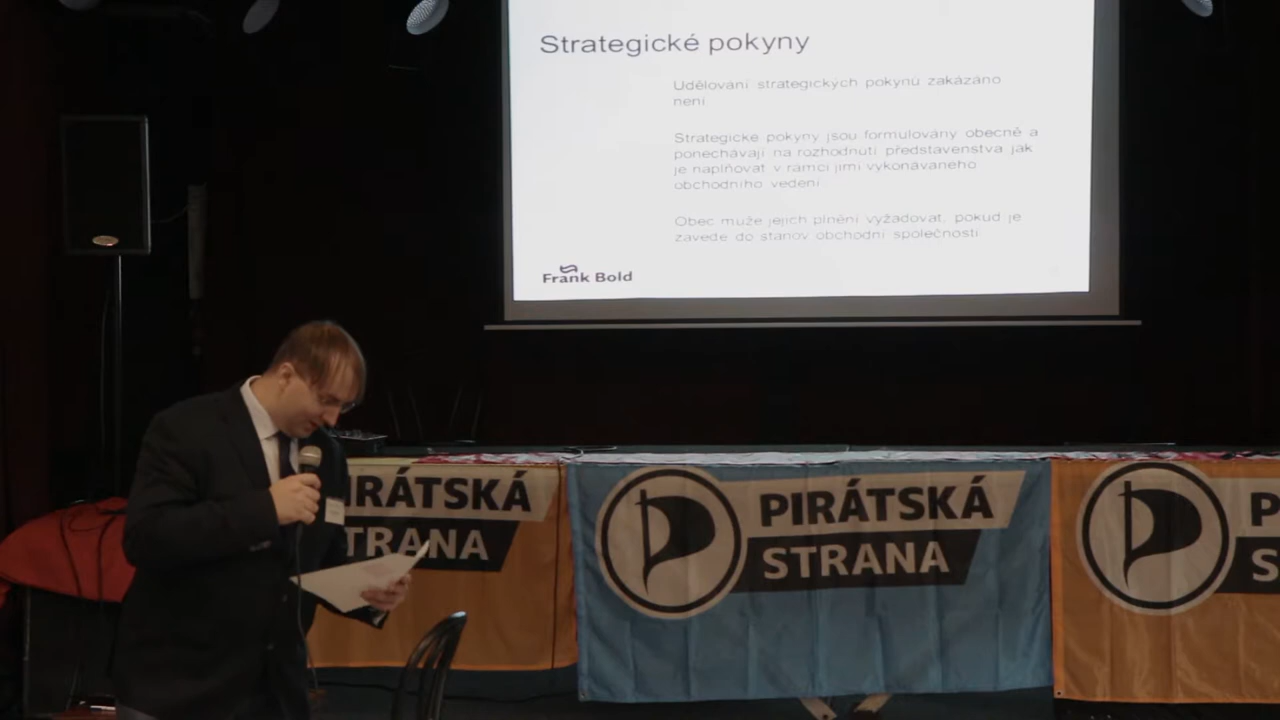 Strategické pokyny
Udělování strategických pokynů zakázáno
není.
Strategické pokyny jsou formulovány obecně a
ponechávají na rozhodnutí představenstva jak
je naplňovat v rámci jimi vykonávaného
obchodního vedení.
Obec může jejich plnění vyžadovat, pokud je
zavede do stanov obchodní společnosti
Frank Bold
IRÁTSKÁ
TRANA
PIRÁTSKÁ
STRANA
P
S